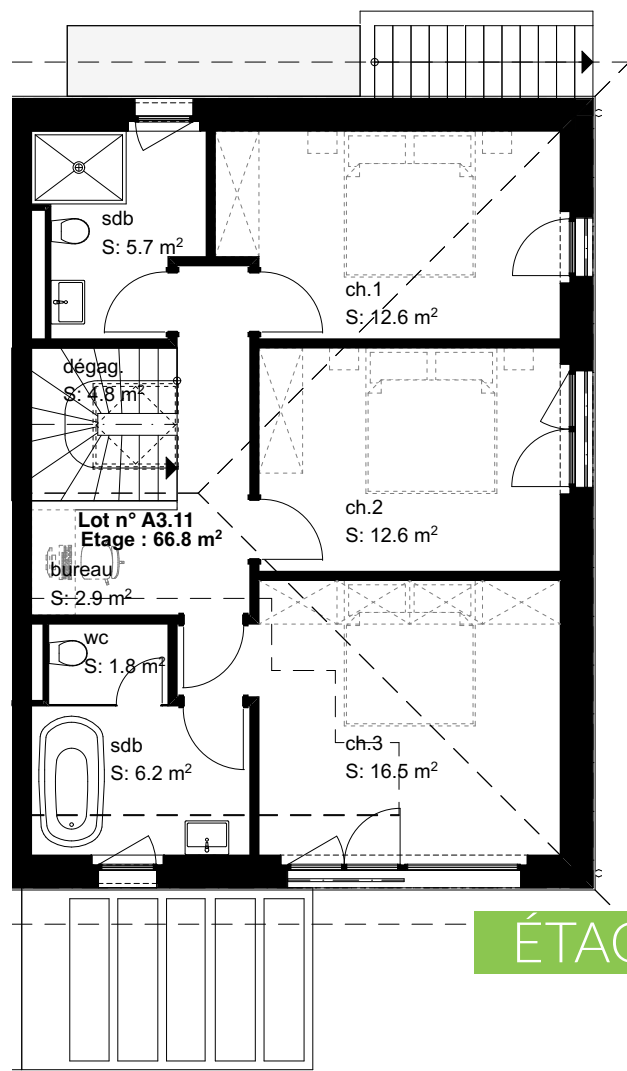 sdb
S: 5.7 m²
ch.1
S: 12.6 m²
dégag.
S: 4.8 m²
ch.2
S: 12.6 m²
Lot n° A3.11
Etage : 66.8 m²
bureau
S: 2.9 m²
wc
S: 1.8 m²
sdb
S: 6.2 m²
ch.3
S: 16.5 m²